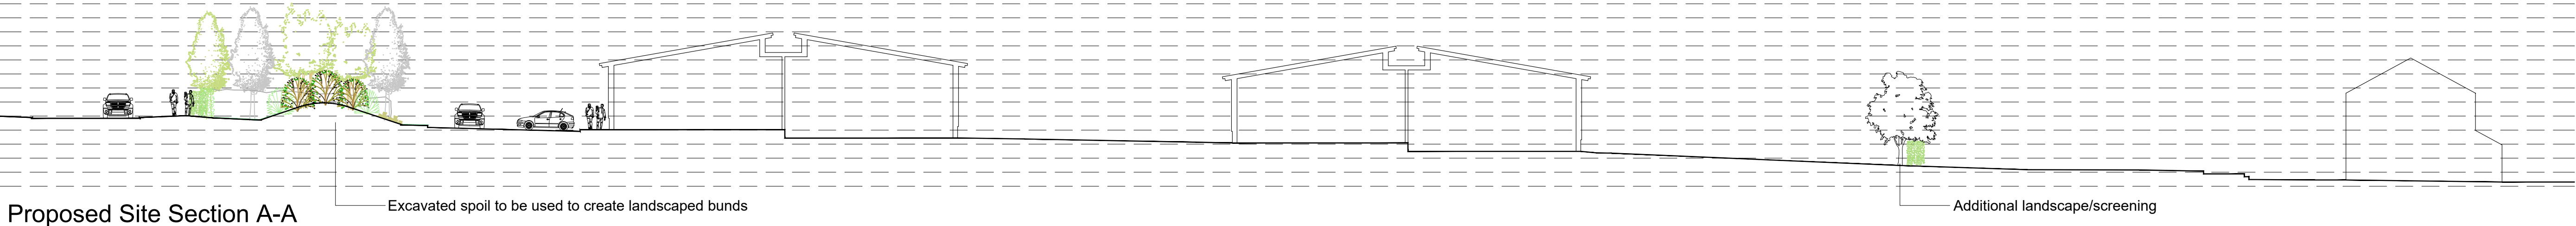 Proposed Site Section A-A
Excavated spoil to be used to create landscaped bunds
Additional landscape/screening